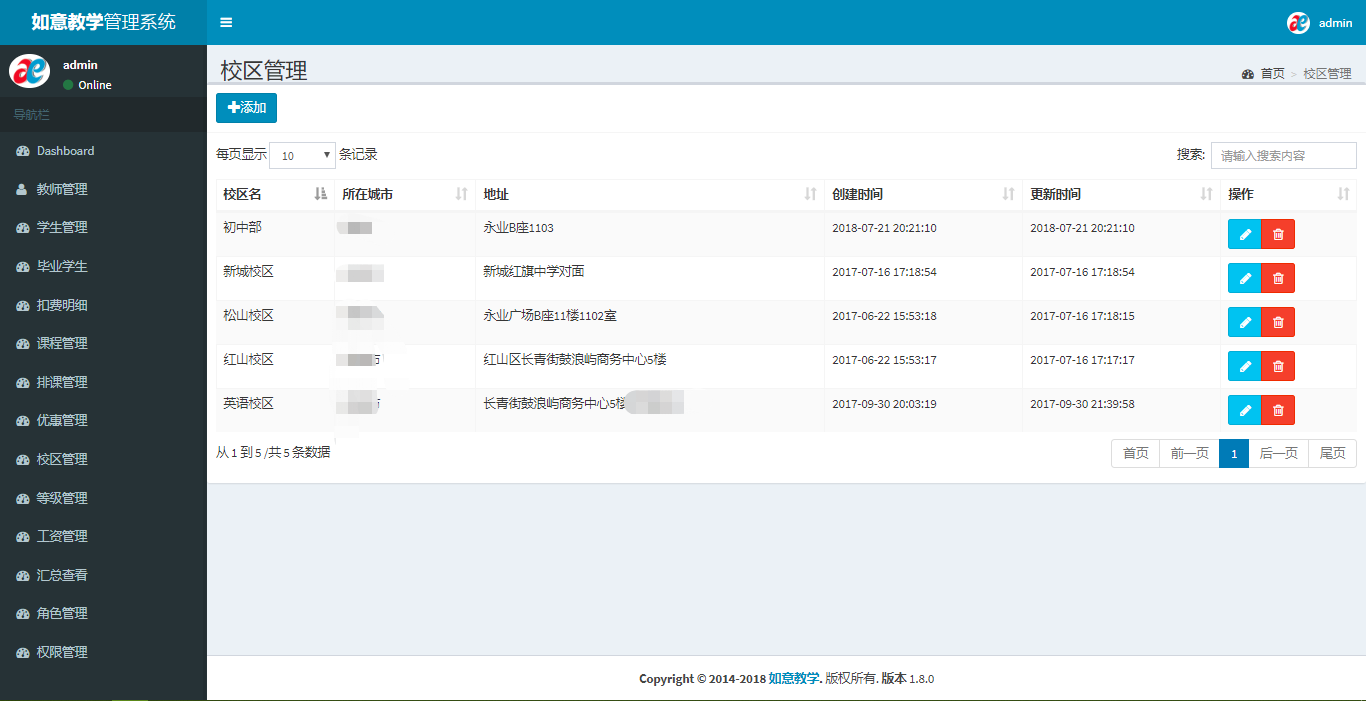 如意教学管理系统
admin
admin
Online
导航栏
Dashboard
教师管理
学生管理
毕业学生
扣费明细
课程管理
排课管理
优惠管理
校区管理
等级管理
工资管理
汇总查看
角色管理
权限管理
校区管理
首页 > 校区管理
添加
每页显示 10 条记录
搜索: 请输入搜索内容
校区名 所在城市 地址 创建时间 更新时间 操作
初中部 永业B座1103 2018-07-21 20:21:10 2018-07-21 20:21:10
新城校区 新城红旗中学对面 2017-07-16 17:18:54 2017-07-16 17:18:54
松山校区 永业广场B座11楼1102室 2017-06-22 15:53:18 2017-07-16 17:18:15
红山校区 红山区长青街鼓浪屿商务中心5楼 2017-06-22 15:53:17 2017-07-16 17:17:17
英语校区 长青街鼓浪屿商务中心5楼 2017-09-30 20:03:19 2017-09-30 21:39:58
从 1 到 5 /共 5 条数据
首页 前一页 1 后一页 尾页
Copyright © 2014-2018 如意教学. 版权所有. 版本 1.8.0